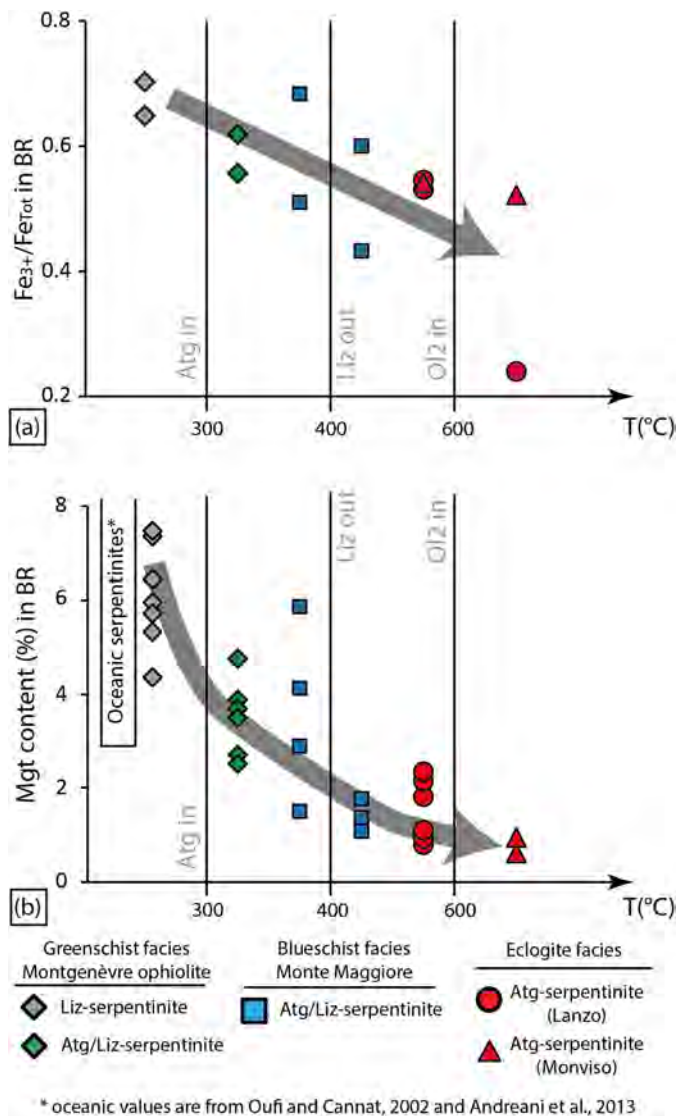 0.8
0.6
0.4
0.2
Fe3+/FeTot in BR
Atg in
Liz out
Ol2 in
(a)
300
400
600
T(°C)
8
6
4
2
0
Mgt content (%) in BR
Oceanic serpentinites*
Atg in
Liz out
Ol2 in
(b)
300
400
600
T(°C)
Greenschist facies
Montgenèvre ophiolite
Liz-serpentinite
Atg/Liz-serpentinite
Blueschist facies
Monte Maggiore
Atg/Liz-serpentinite
Eclogite facies
Atg-serpentinite
(Lanzo)
Atg-serpentinite
(Monviso)
* oceanic values are from Oufi and Cannat, 2002 and Andreani et al., 2013